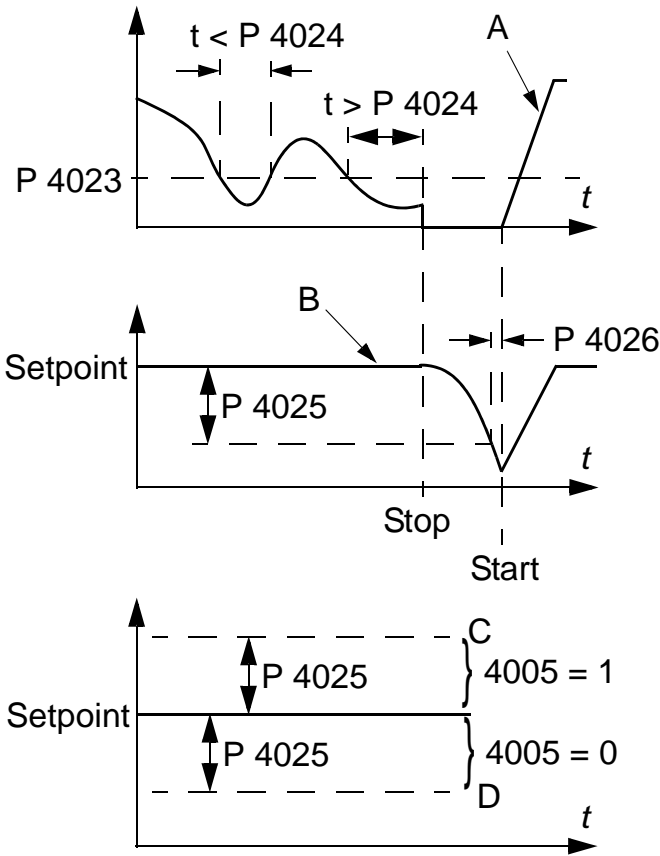 t < P 4024
A
t > P 4024
P 4023
t
B
P 4026
Setpoint
P 4025
t
Stop
Start
C
P 4025
4005 = 1
Setpoint
P 4025
4005 = 0
D
t